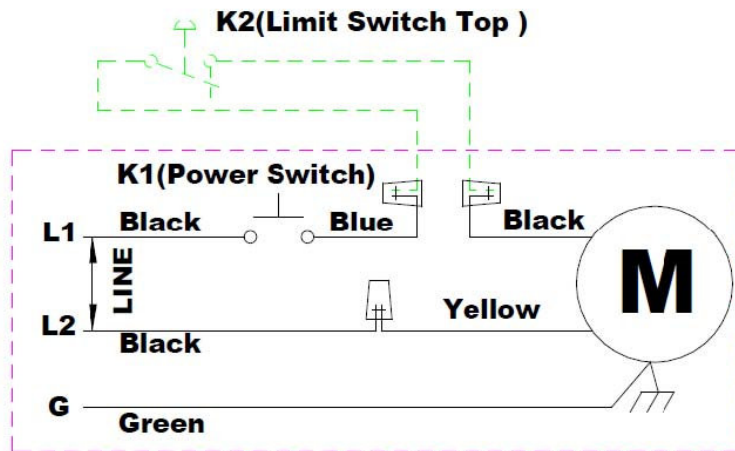 K2(Limit Switch Top )
K1(Power Switch)
L1 Black Blue Black
LINE
M
L2 Black Yellow
G Green